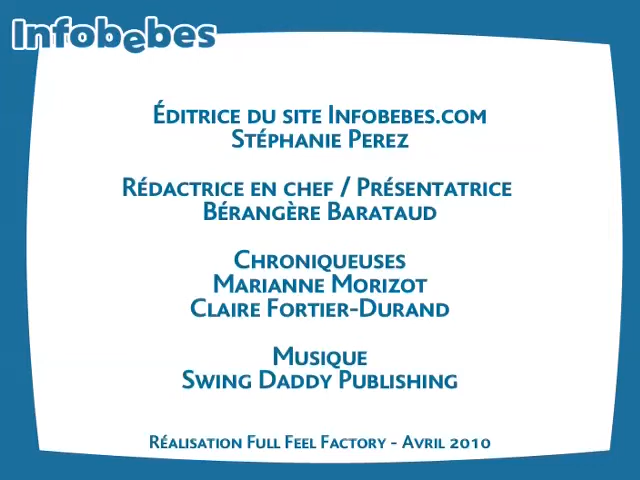 Infobebes
Éditrice du site Infobebes.com
Stéphanie Perez
Rédactrice en chef / Présentatrice
Bérangère Barataud
Chroniqueuses
Marianne Morizot
Claire Fortier-Durand
Musique
Swing Daddy Publishing
Réalisation Full Feel Factory - Avril 2010